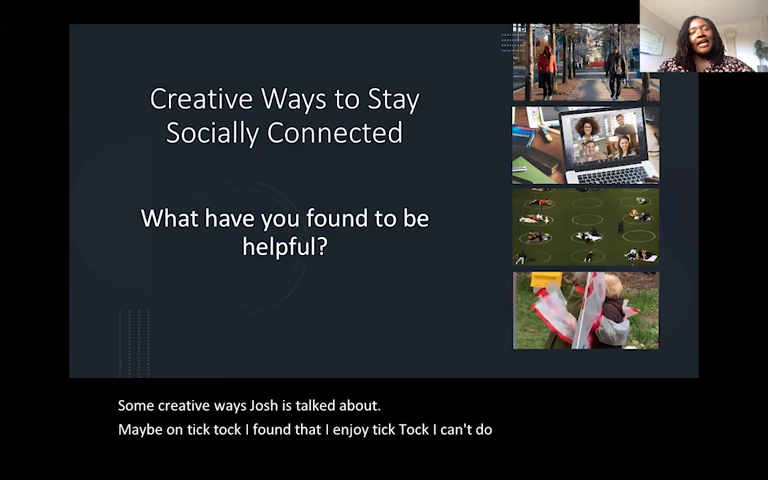 Creative Ways to Stay
Socially Connected
What have you found to be
helpful?
Some creative ways Josh is talked about.
Maybe on tick tock I found that I enjoy tick Tock I can't do